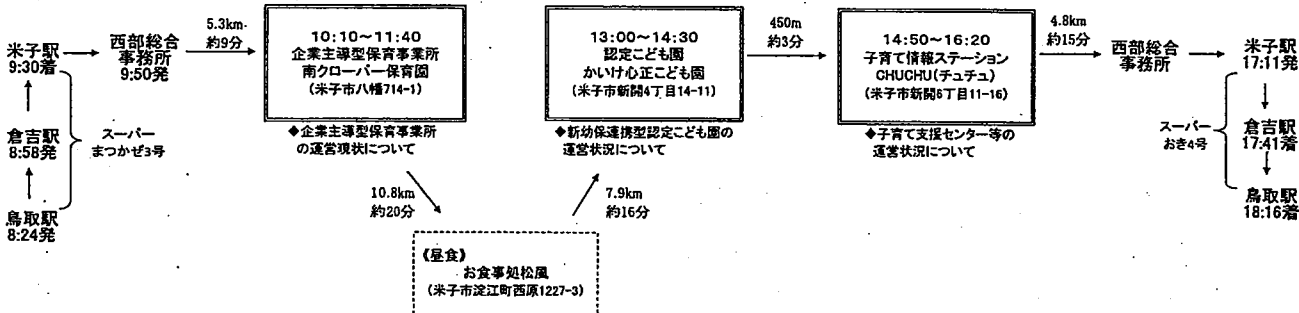 鳥取駅
8:24発
倉吉駅
8:58発
米子駅
9:30着
スーパー
まつかぜ3号
西部総合
事務所
9:50発
5.3km
約9分
10:10～11:40
企業主導型保育事業所
南クローバー保育園
(米子市八幡714-1)
◆企業主導型保育事業所
の運営現状について
10.8km
約20分
《昼食》
お食事処松風
(米子市淀江町西原1227-3)
7.9km
約16分
13:00～14:30
認定こども園
かいけ心正こども園
(米子市新開4丁目14-11)
◆新幼保連携型認定こども園の
運営状況について
450m
約3分
14:50～16:20
子育て情報ステーション
CHUCHU(チュチュ)
(米子市新開6丁目11-16)
◆子育て支援センター等の
運営状況について
4.8km
約15分
西部総合
事務所
米子駅
17:11発
スーパー
おき4号
倉吉駅
17:41着
鳥取駅
18:16着